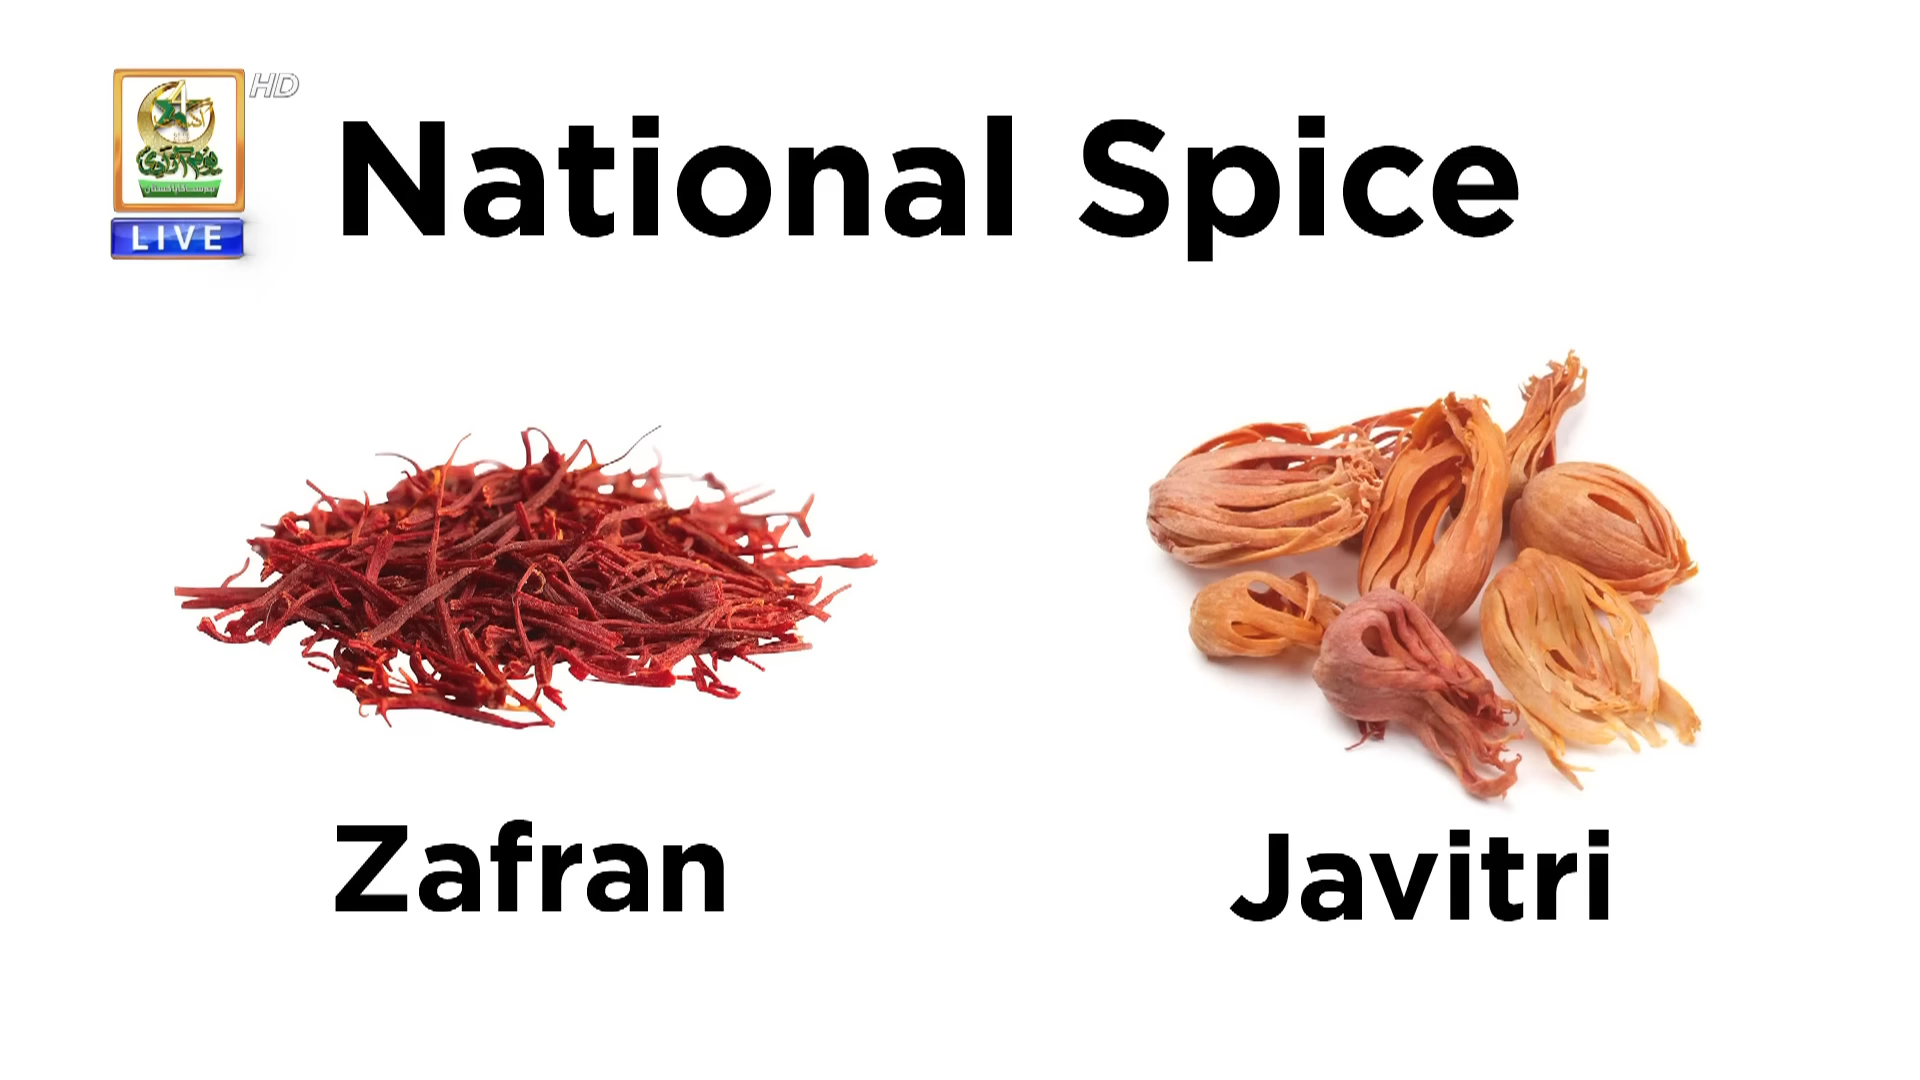 HD
LIVE
National Spice
Zafran
Javitri